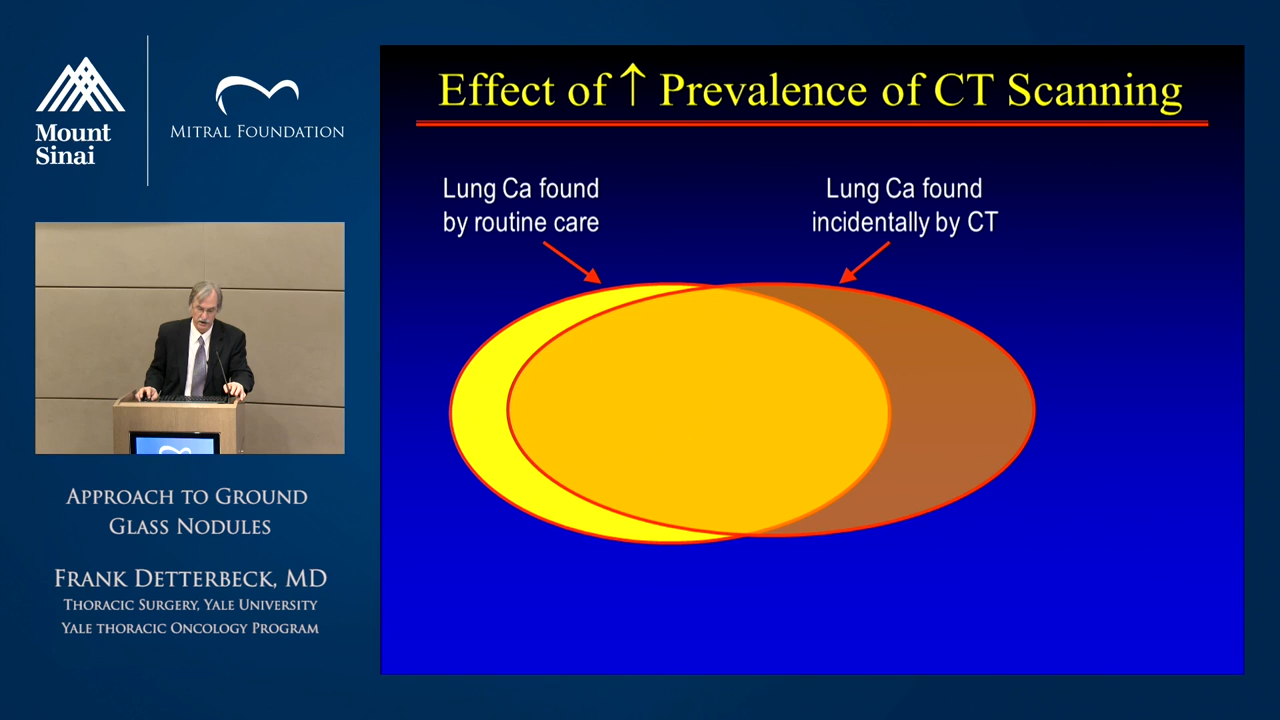 Mount
Sinai
MITRAL FOUNDATION
APPROACH TO GROUND
GLASS NODULES
FRANK DETTERBECK, MD
THORACIC SURGERY, YALE UNIVERSITY
YALE THORACIC ONCOLOGY PROGRAM
Effect of ↑ Prevalence of CT Scanning
Lung Ca found
by routine care
Lung Ca found
incidentally by CT